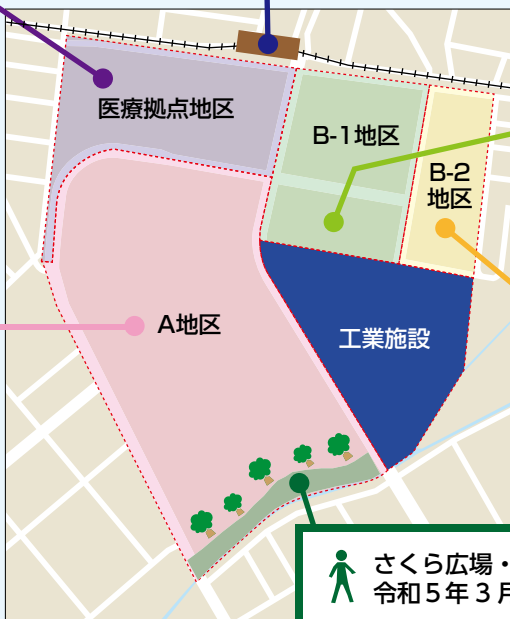 医療拠点地区
B-1地区
B-2
地区
A地区
工業施設
さくら広場・
令和5年3月